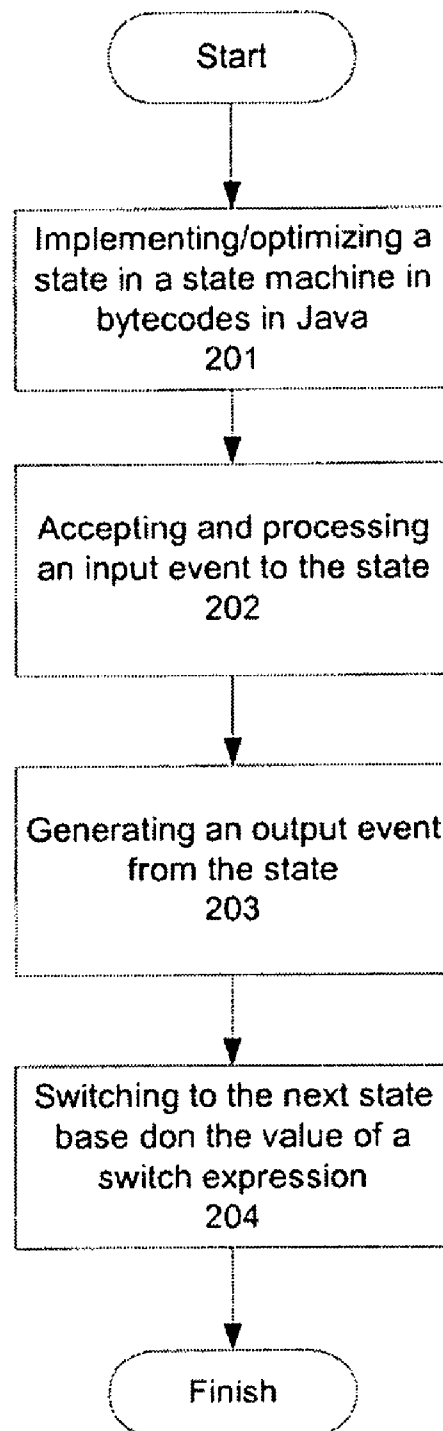 Start
Implementing/optimizing a
state in a state machine in
bytecodes in Java
201
Accepting and processing
an input event to the state
202
Generating an output event
from the state
203
Switching to the next state
base don the value of a
switch expression
204
Finish